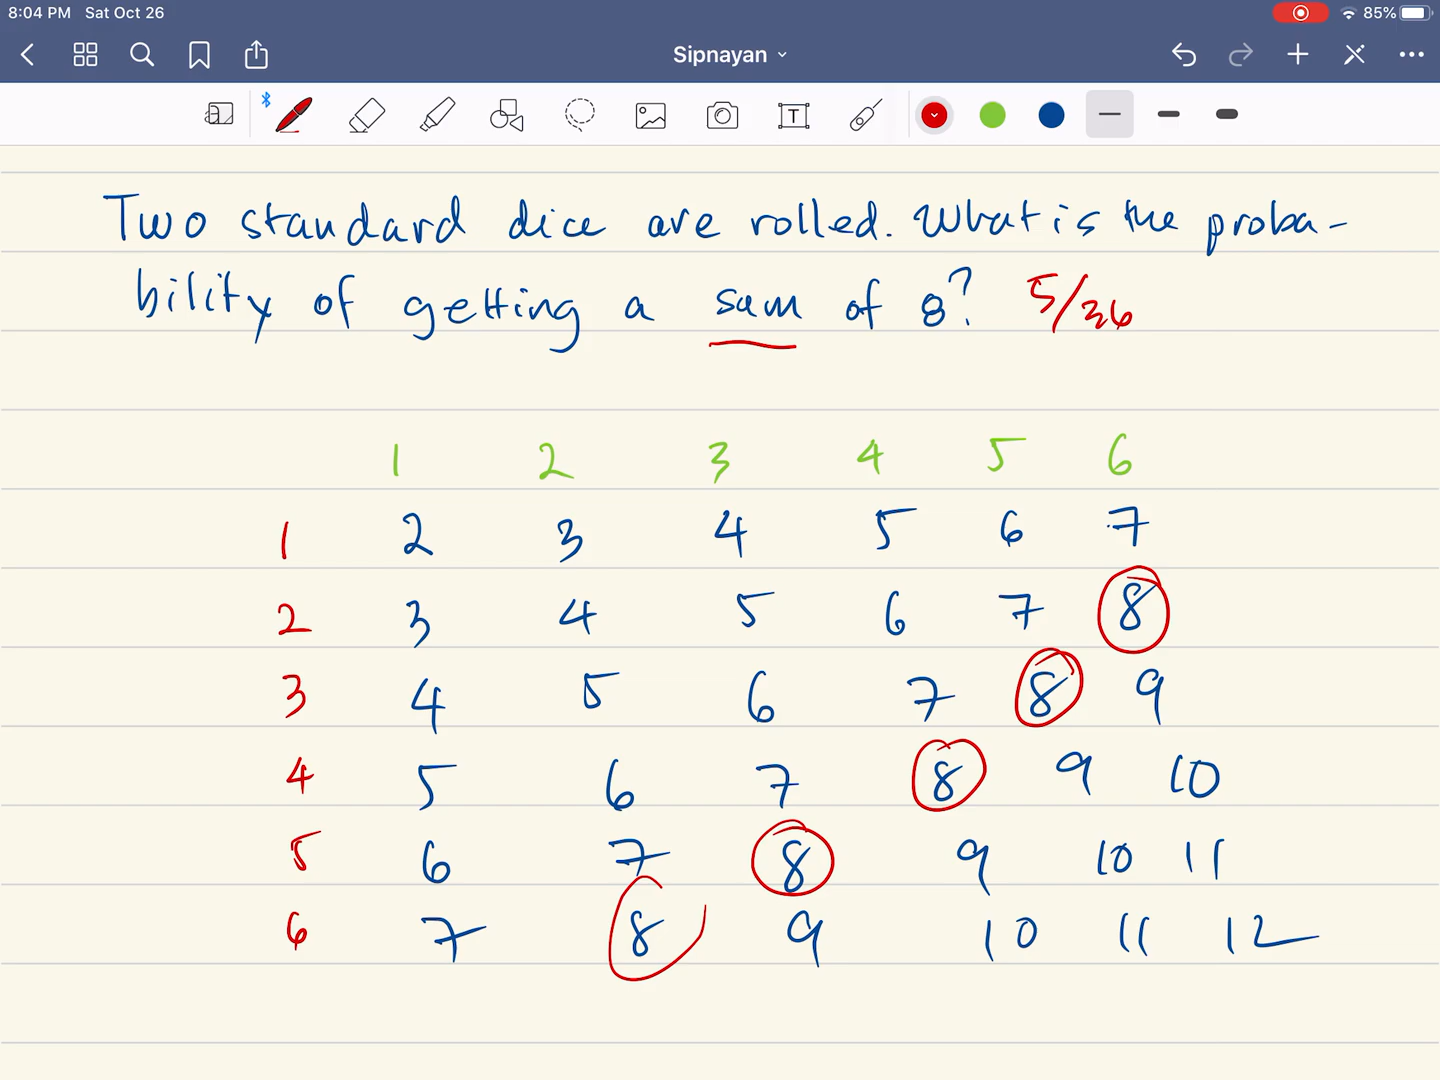 8:04 PM Sat Oct 26 85%
Sipnayan
T
Two standard dice are rolled. What is the proba-
bility of getting a sum of 8? 5/36
1 2 3 4 5 6
1 2 3 4 5 6 7
2 3 4 5 6 7 8
3 4 5 6 7 8 9
4 5 6 7 8 9 10
5 6 7 8 9 10 11
6 7 8 9 10 11 12